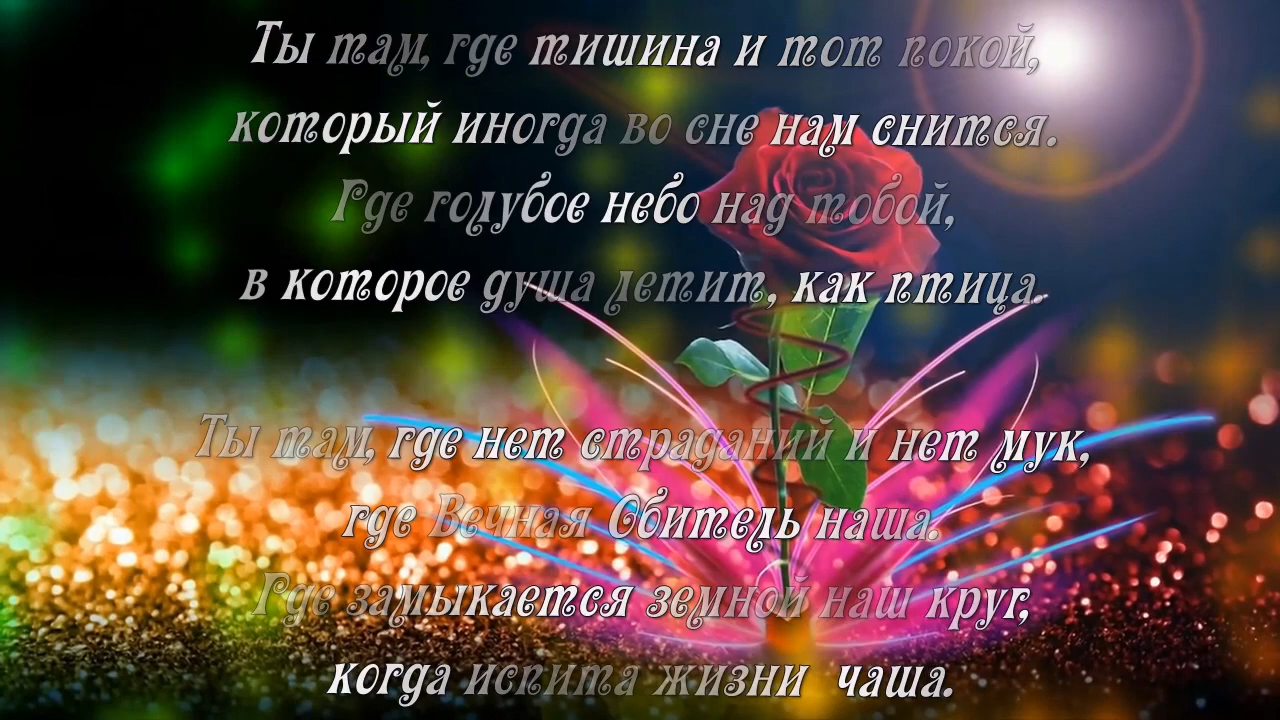 Ты там, где тишина и тот покой,
который иногда во сне нам снится.
Где голубое небо над тобой,
в которое душа летит, как птица.
Ты там, где нет страданий и нет мук,
где Вечная Обитель наша.
Где замыкается земной наш круг,
когда испита жизни чаша.